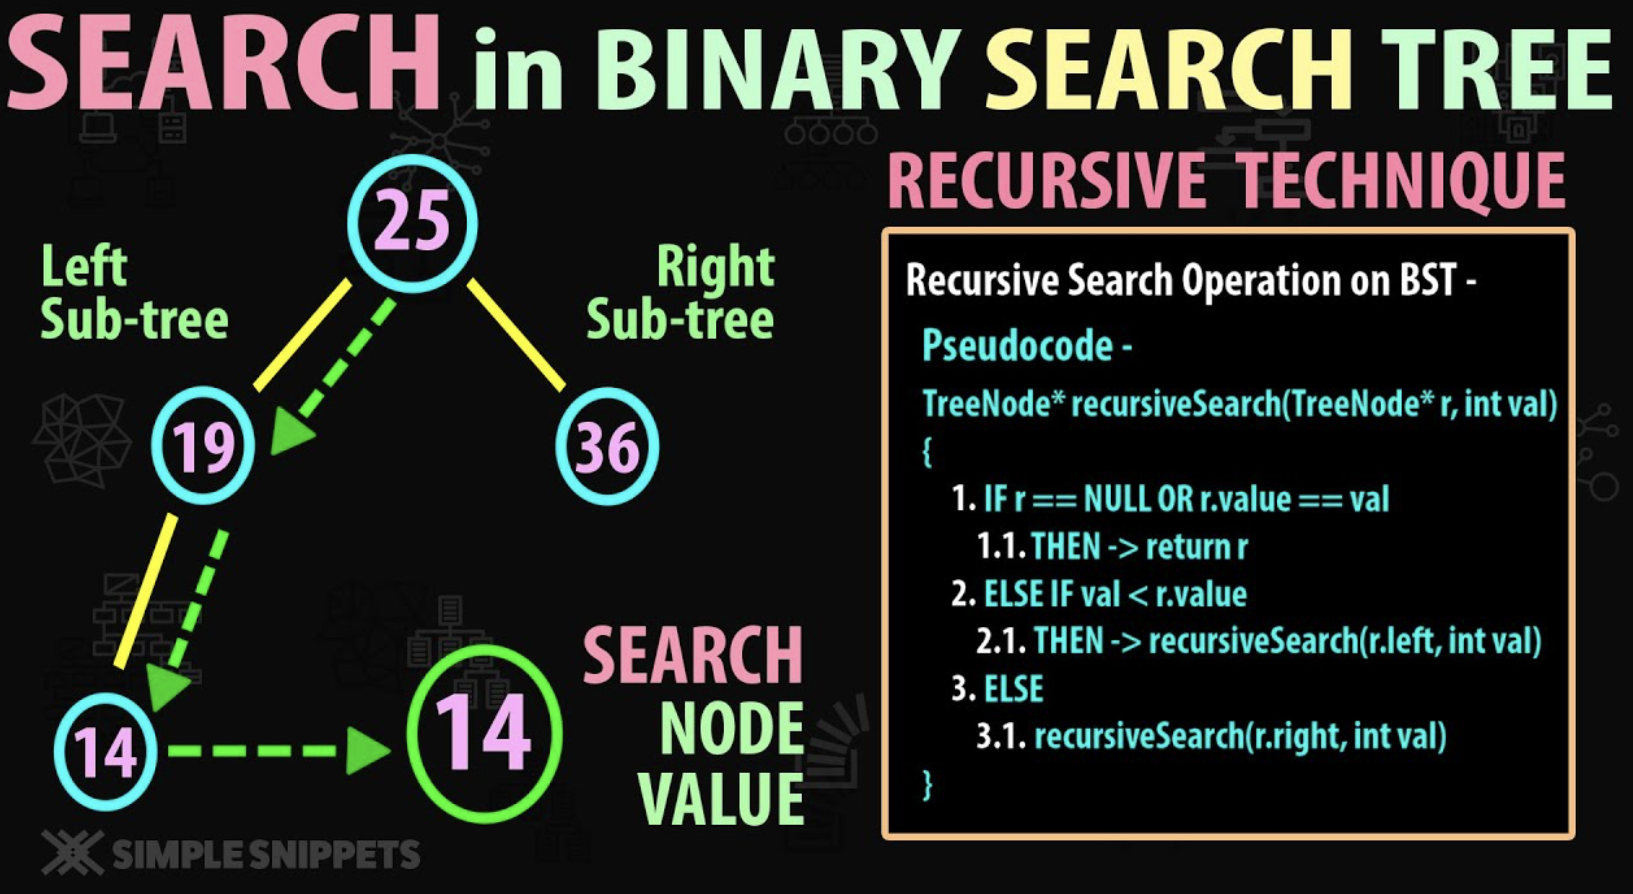 SEARCH in BINARY SEARCH TREE
25
Left
Sub-tree
Right
Sub-tree
19
36
14
14
SEARCH
NODE
VALUE
SIMPLE SNIPPETS
RECURSIVE TECHNIQUE
Recursive Search Operation on BST -
Pseudocode -
TreeNode* recursiveSearch(TreeNode* r, int val)
{
1. IF r == NULL OR r.value == val
1.1. THEN -> return r
2. ELSE IF val < r.value
2.1. THEN -> recursiveSearch(r.left, int val)
3. ELSE
3.1. recursiveSearch(r.right, int val)
}